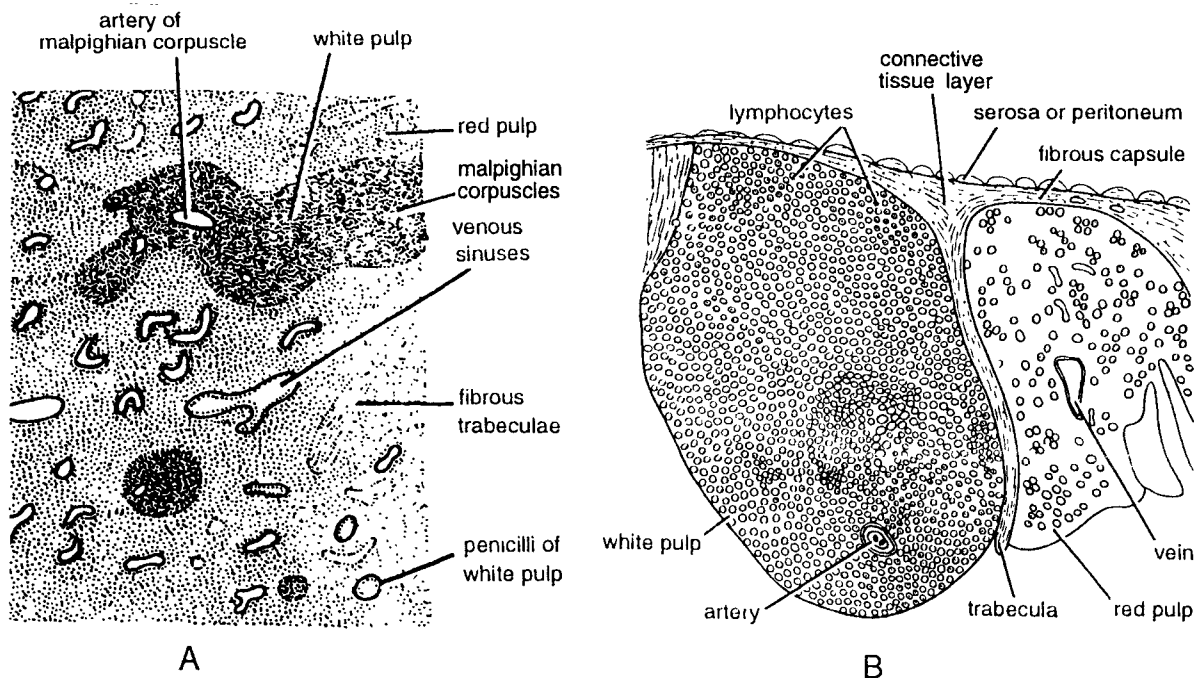 artery of
malpighian corpuscle
white pulp
red pulp
malpighian
corpuscles
venous
sinuses
fibrous
trabeculae
penicilli of
white pulp
A
connective
tissue layer
lymphocytes
serosa or peritoneum
fibrous capsule
white pulp
artery
trabecula
red pulp
vein
B